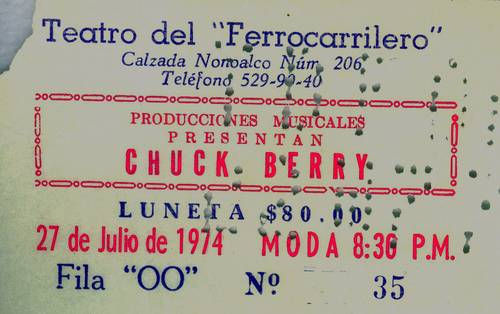 Teatro del "Ferrocarrilero"
Calzada Nonoalco Núm. 206
Teléfono 529-90-40
PRODUCCIONES MUSICALES
PRESENTAN
CHUCK BERRY
LUNETA $80.00
27 de Julio de 1974 MODA 8:30 P.M.
Fila "OO" Nº 35